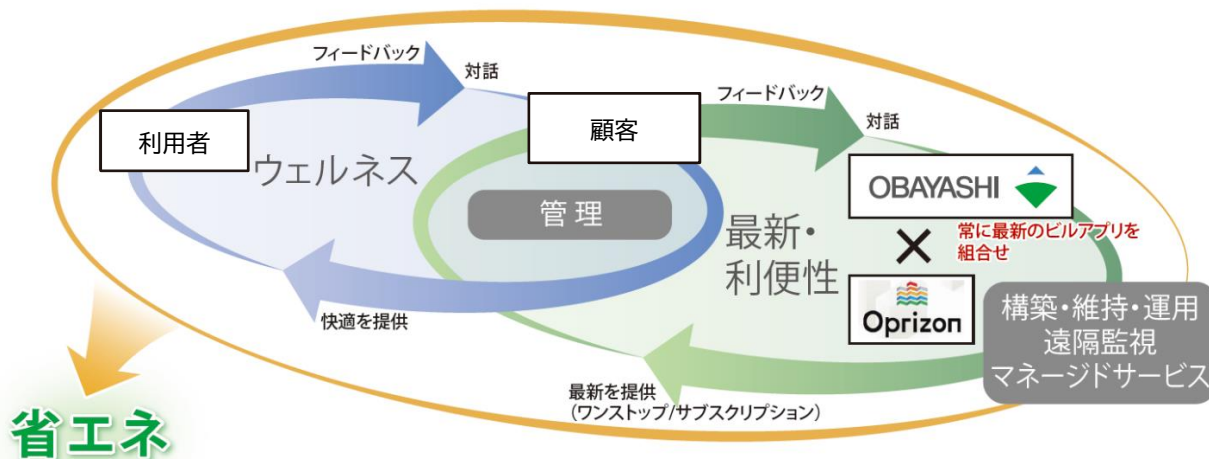 フィードバック
対話
利用者
ウェルネス
顧客
管理
フィードバック
対話
OBAYASHI
常に最新のビルアプリを
組合せ
×
最新・
利便性
Oprizon
構築・維持・運用
遠隔監視
マネージドサービス
快適を提供
最新を提供
(ワンストップ/サブスクリプション)
省エネ